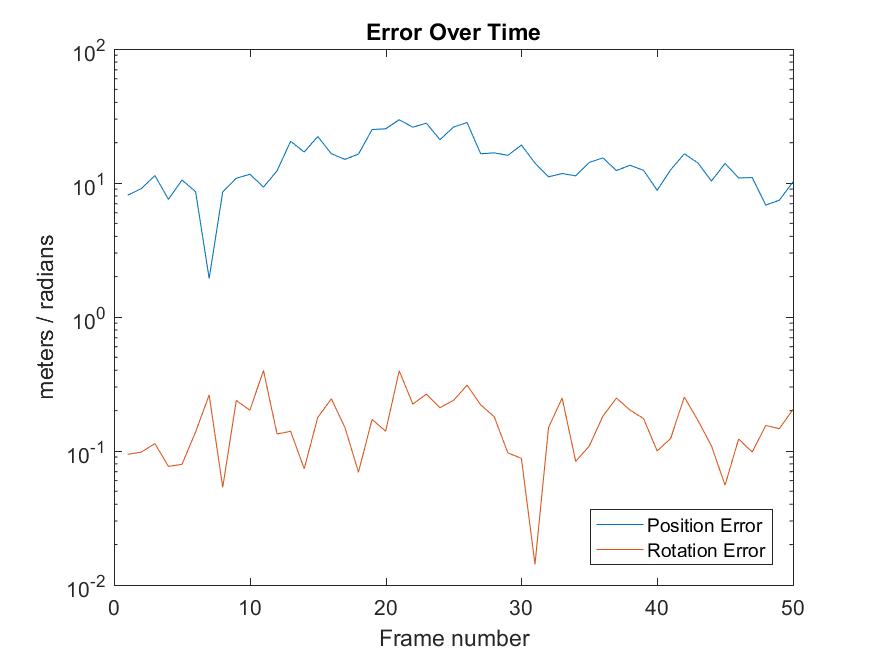 Error Over Time
10^2
10^1
10^0
10^-1
10^-2
meters / radians
0 10 20 30 40 50
Frame number
Position Error
Rotation Error